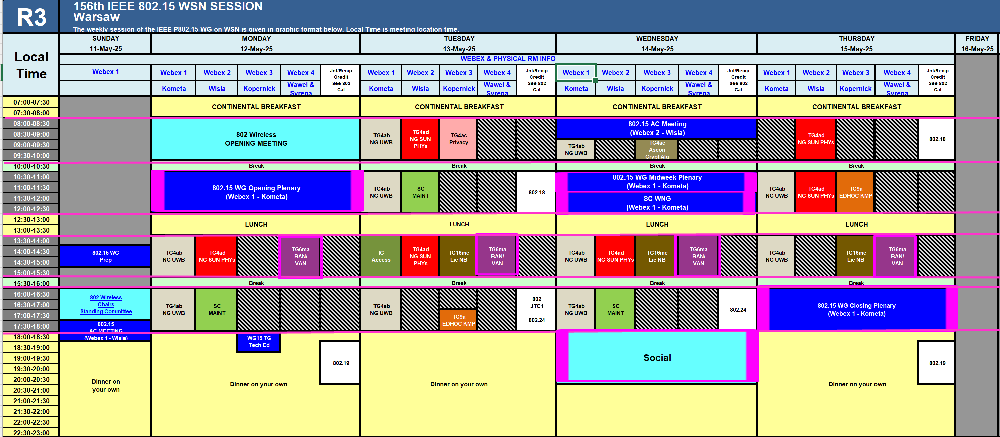 R3
156th IEEE 802.15 WSN SESSION
Warsaw
The weekly session of the IEEE P802.15 WG on WSN is given in graphic format below. Local Time is meeting location time.
Local
Time
SUNDAY
11-May-25
MONDAY
12-May-25
TUESDAY
13-May-25
WEDNESDAY
14-May-25
THURSDAY
15-May-25
FRIDAY
16-May-25
WEBEX & PHYSICAL RM INFO
Webex 1
Webex 1
Webex 2
Webex 3
Webex 4
Jnt/Recip
Credit
See 802
Cal
Webex 1
Webex 2
Webex 3
Webex 4
Jnt/Recip
Credit
See 802
Cal
Webex 1
Webex 2
Webex 3
Webex 4
Jnt/Recip
Credit
See 802
Cal
Webex 1
Webex 2
Webex 3
Webex 4
Jnt/Recip
Credit
See 802
Cal
Kometa
Wisla
Kopernick
Wawel &
Syrena
Kometa
Wisla
Kopernick
Wawel &
Syrena
Kometa
Wisla
Kopernick
Wawel &
Syrena
Kometa
Wisla
Kopernick
Wawel &
Syrena
07:00-07:30
07:30-08:00
CONTINENTAL BREAKFAST
CONTINENTAL BREAKFAST
CONTINENTAL BREAKFAST
CONTINENTAL BREAKFAST
08:00-08:30
08:30-09:00
09:00-09:30
09:30-10:00
802 Wireless
OPENING MEETING
TG4ab
NG UWB
TG4ad
NG SUN
PHYs
TG4ac
Privacy
802.15 AC Meeting
(Webex 2 - Wisla)
TG4ab
NG UWB
TG4ae
Ascon
Crypt Alg
TG4ad
NG SUN PHYs
802.18
10:00-10:30
Break
Break
Break
Break
10:30-11:00
11:00-11:30
11:30-12:00
12:00-12:30
802.15 WG Opening Plenary
(Webex 1 - Kometa)
TG4ab
NG UWB
SC
MAINT
802.18
802.15 WG Midweek Plenary
(Webex 1 - Kometa)
SC WNG
(Webex 1 - Kometa)
TG4ab
NG UWB
TG4ad
NG SUN PHYs
TG9a
EDHOC KMP
12:30-13:00
13:00-13:30
LUNCH
LUNCH
LUNCH
LUNCH
13:30-14:00
14:00-14:30
14:30-15:00
15:00-15:30
802.15 WG
Prep
TG4ab
NG UWB
TG4ad
NG SUN PHYs
TG6ma
BAN/
VAN
IG
Access
TG4ad
NG SUN
PHYs
TG16me
Lic NB
TG6ma
BAN/
VAN
TG4ab
NG UWB
TG4ad
NG SUN PHYs
TG16me
Lic NB
TG6ma
BAN/
VAN
TG4ab
NG UWB
TG16me
Lic NB
TG6ma
BAN/
VAN
15:30-16:00
Break
Break
Break
Break
16:00-16:30
16:30-17:00
17:00-17:30
17:30-18:00
802 Wireless
Chairs
Standing Committee
802.15
AC MEETING
(Webex 1 - WIsla)
TG4ab
NG UWB
SC
MAINT
TG4ab
NG UWB
TG9a
EDHOC KMP
802
JTC1
802.24
TG4ab
NG UWB
SC
MAINT
802.24
802.15 WG Closing Plenary
(Webex 1 - Kometa)
18:00-18:30
18:30-19:00
19:00-19:30
19:30-20:00
20:00-20:30
20:30-21:00
21:00-21:30
21:30-22:00
22:00-22:30
22:30-23:00
Dinner on
your own
WG15 TG
Tech Ed
802.19
Dinner on your own
Dinner on your own
Social
802.19
Dinner on your own